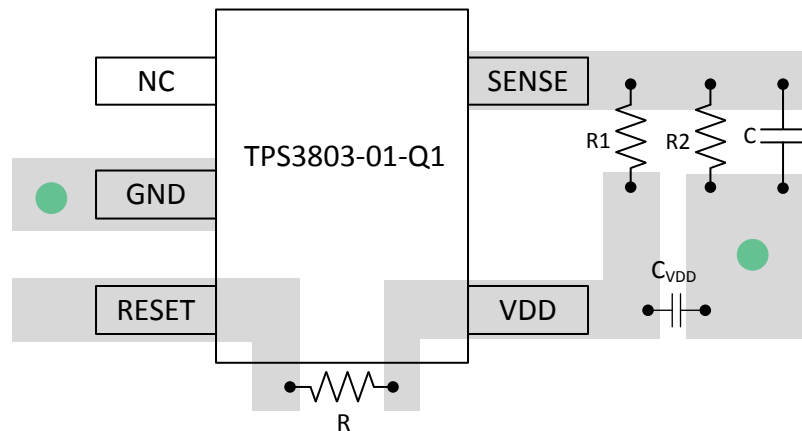 NC
SENSE
TPS3803-01-Q1
R1
R2
C
GND
RESET
VDD
CVDD
R